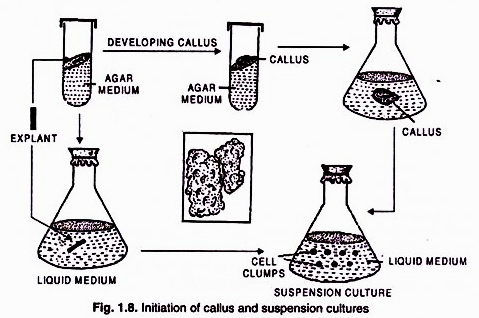 DEVELOPING CALLUS
CALLUS
AGAR
MEDIUM
AGAR
MEDIUM
EXPLANT
CALLUS
LIQUID MEDIUM
CELL
CLUMPS
LIQUID MEDIUM
SUSPENSION CULTURE
Fig. 1.8. Initiation of callus and suspension cultures